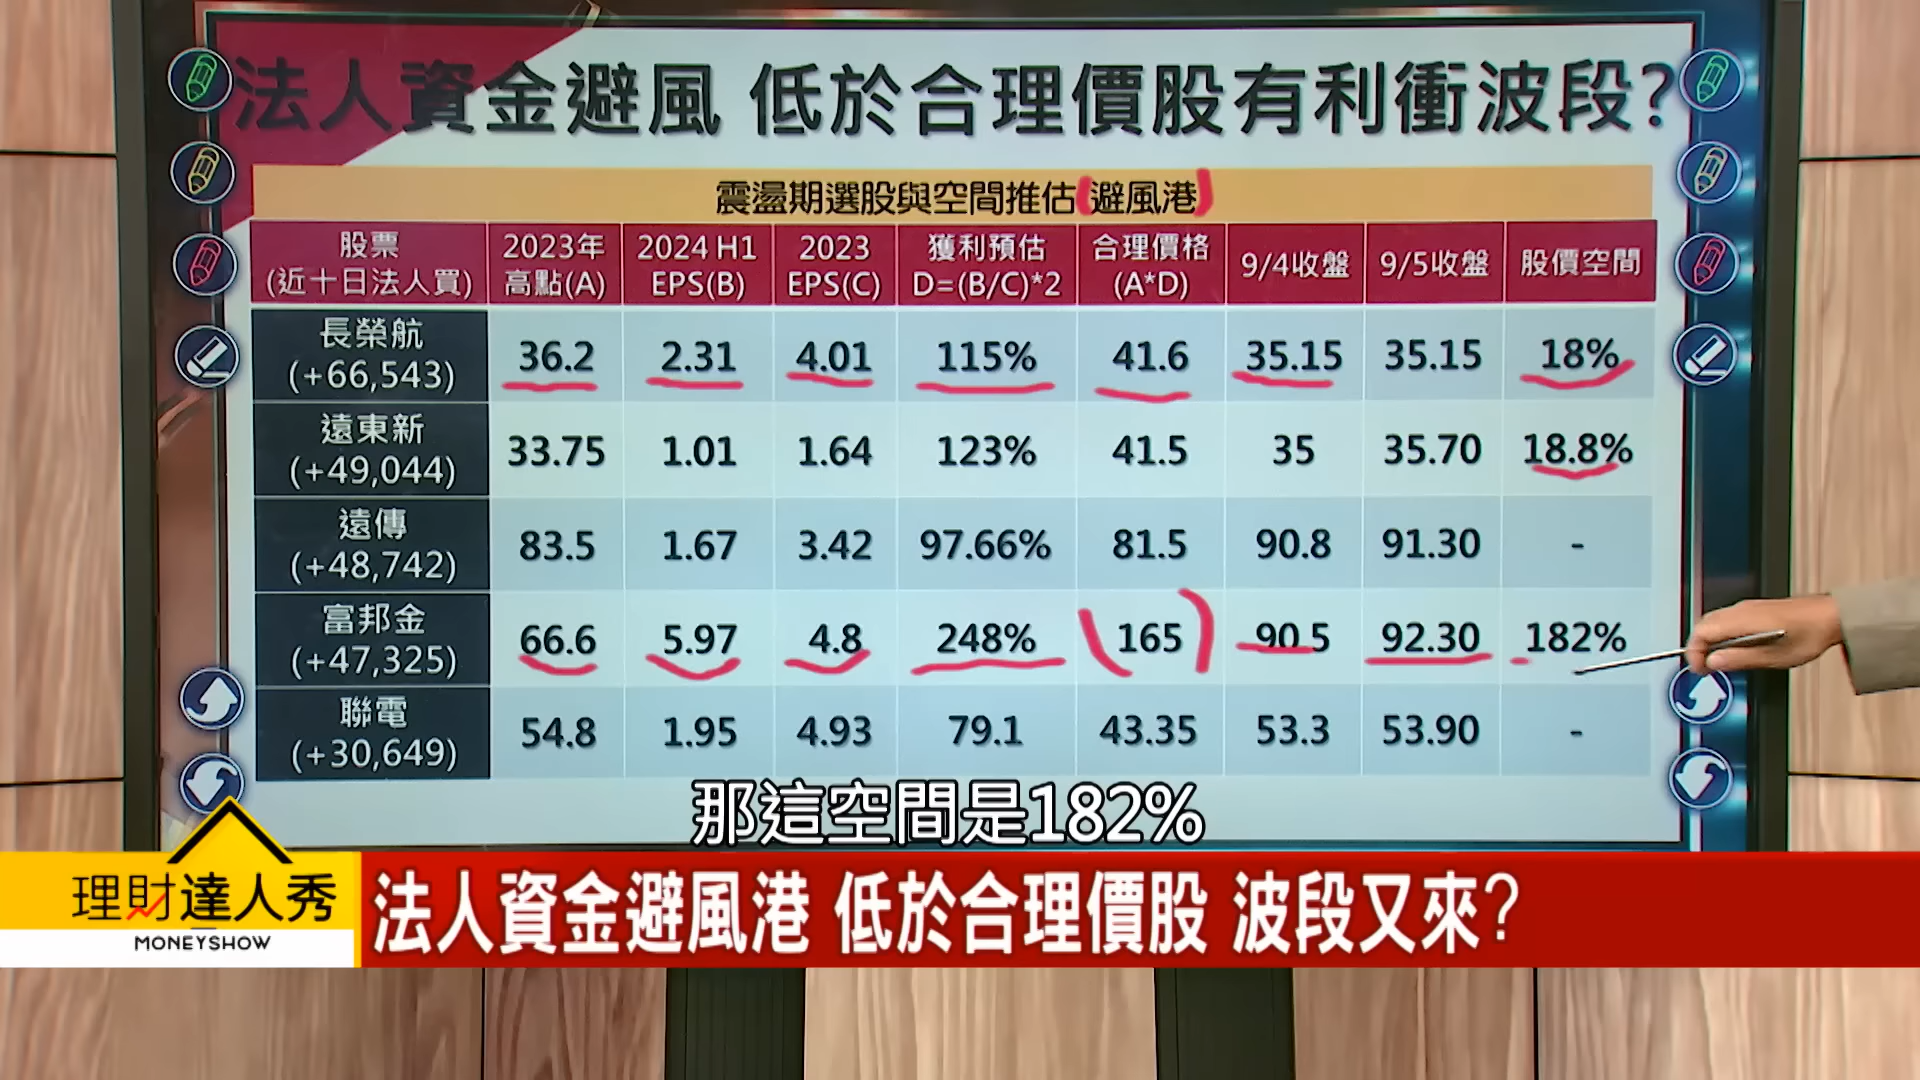 法人資金避風 低於合理價股有利衝波段?
震盪期選股與空間推估(避風港)
股票
(近十日法人買)
2023年
高點(A)
2024 H1
EPS(B)
2023
EPS(C)
獲利預估
D=(B/C)*2
合理價格
(A*D)
9/4收盤
9/5收盤
股價空間
長榮航
(+66,543)
36.2
2.31
4.01
115%
41.6
35.15
35.15
18%
遠東新
(+49,044)
33.75
1.01
1.64
123%
41.5
35
35.70
18.8%
遠傳
(+48,742)
83.5
1.67
3.42
97.66%
81.5
90.8
91.30
-
富邦金
(+47,325)
66.6
5.97
4.8
248%
165
90.5
92.30
182%
聯電
(+30,649)
54.8
1.95
4.93
79.1
43.35
53.3
53.90
-
那這空間是182%
理財達人秀
MONEYSHOW
法人資金避風港 低於合理價股 波段又來?